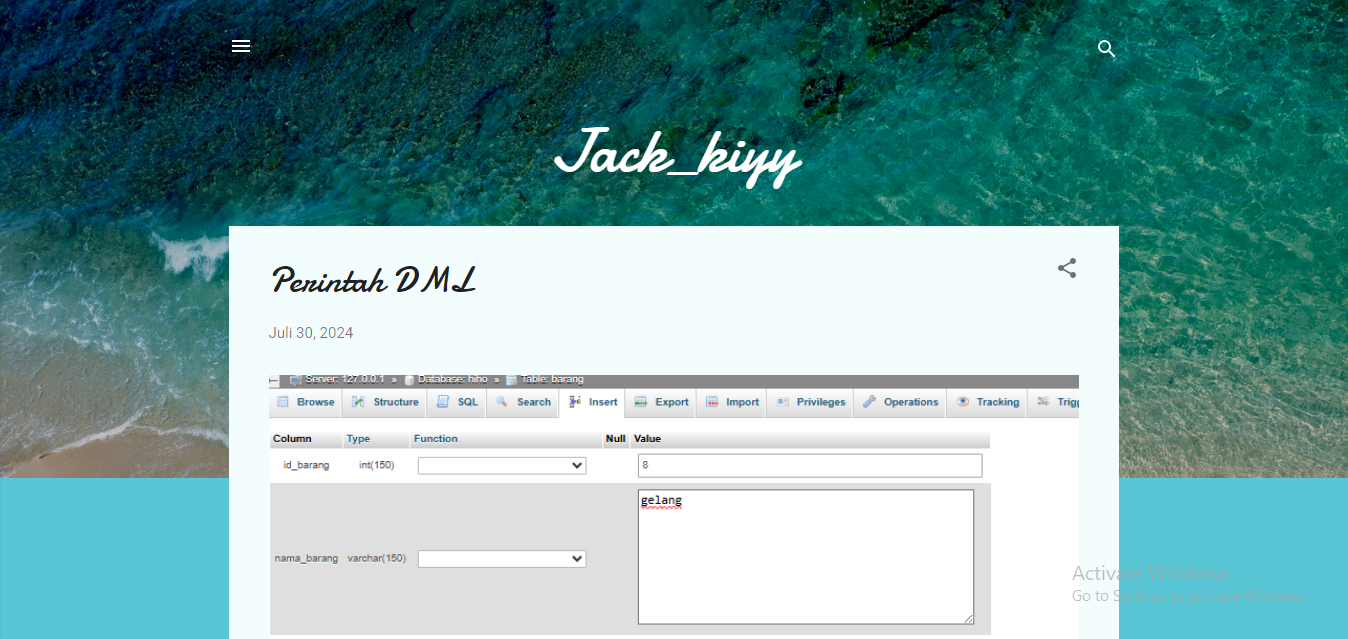 Jack_kiyy
Perintah DML
Juli 30, 2024
Server: 127.0.0.1 » Database: hiho » Table: barang
Browse Structure SQL Search Insert Export Import Privileges Operations Tracking Trigg
Column Type Function Null Value
id_barang int(150) 8
gelang
nama_barang varchar(150)
Activate Windows
Go to Settings to activate Windows.